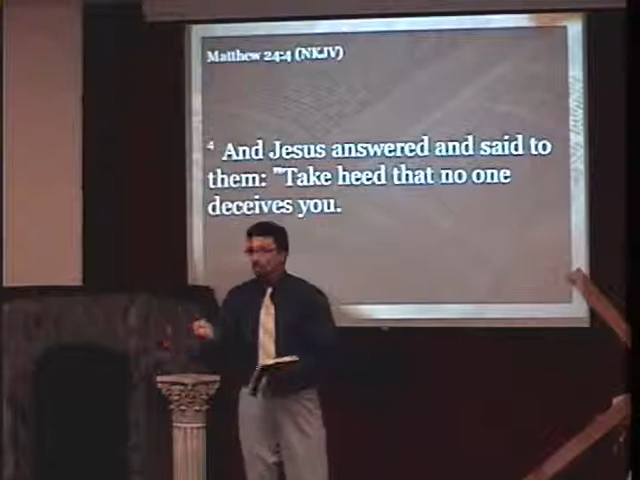 Matthew 24:4 (NKJV)
4 And Jesus answered and said to
them: "Take heed that no one
deceives you.